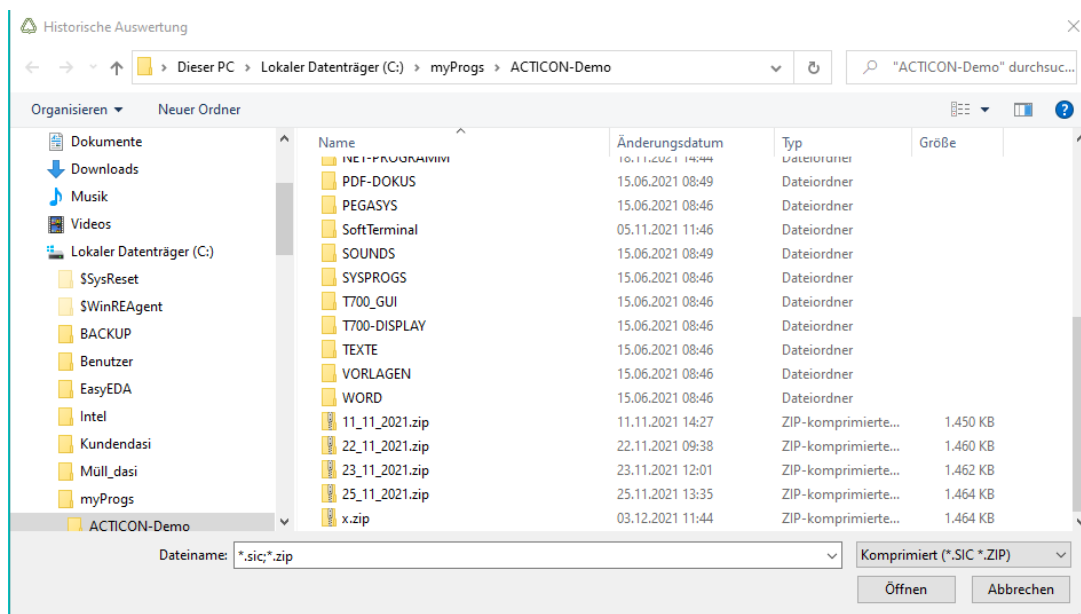 Historische Auswertung
Dieser PC > Lokaler Datenträger (C:) > myProgs > ACTICON-Demo
"ACTICON-Demo" durchsuc...
Organisieren Neuer Ordner
Dokumente
Downloads
Musik
Videos
Lokaler Datenträger (C:)
$SysReset
$WinREAgent
BACKUP
Benutzer
EasyEDA
Intel
Kundendasi
Müll_dasi
myProgs
ACTICON-Demo
Name Änderungsdatum Typ Größe
NET-PROGRAMM 18.11.2021 14:44 Dateiordner
PDF-DOKUS 15.06.2021 08:49 Dateiordner
PEGASYS 15.06.2021 08:46 Dateiordner
SoftTerminal 05.11.2021 11:46 Dateiordner
SOUNDS 15.06.2021 08:49 Dateiordner
SYSPROGS 15.06.2021 08:46 Dateiordner
T700_GUI 15.06.2021 08:46 Dateiordner
T700-DISPLAY 15.06.2021 08:46 Dateiordner
TEXTE 15.06.2021 08:46 Dateiordner
VORLAGEN 15.06.2021 08:46 Dateiordner
WORD 15.06.2021 08:46 Dateiordner
11_11_2021.zip 11.11.2021 14:27 ZIP-komprimierte... 1.450 KB
22_11_2021.zip 22.11.2021 09:38 ZIP-komprimierte... 1.460 KB
23_11_2021.zip 23.11.2021 12:01 ZIP-komprimierte... 1.462 KB
25_11_2021.zip 25.11.2021 13:35 ZIP-komprimierte... 1.464 KB
x.zip 03.12.2021 11:44 ZIP-komprimierte... 1.464 KB
Dateiname: *.sic;*.zip Komprimiert (*.SIC *.ZIP)
Öffnen Abbrechen